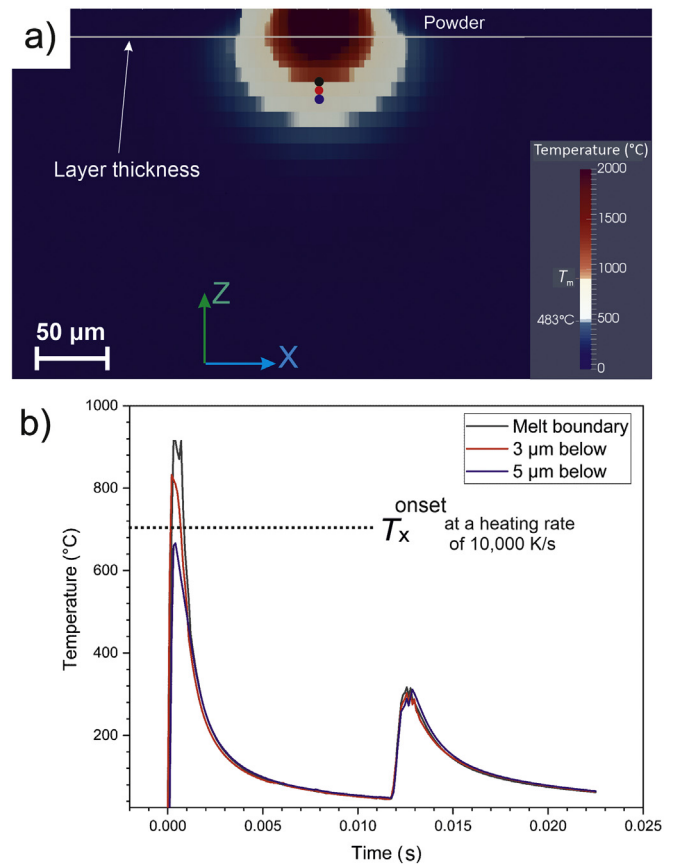 a)
Powder
Layer thickness
Temperature (°C)
2000
1500
1000
Tm
500
483°C
0
Z
X
50 µm
b)
1000
800
600
400
200
Temperature (°C)
Melt boundary
3 µm below
5 µm below
Tx onset at a heating rate
of 10,000 K/s
0.000
0.005
0.010
0.015
0.020
0.025
Time (s)